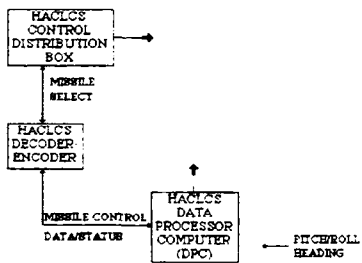 HACLCS
CONTROL
DISTRIBUTION
BOX
MISSILE
SELECT
HACLCS
DECODER-
ENCODER
MISSILE CONTROL
DATA/STATUS
HACLCS
DATA
PROCESSOR
COMPUTER
(DPC)
PITCH/ROLL
HEADING